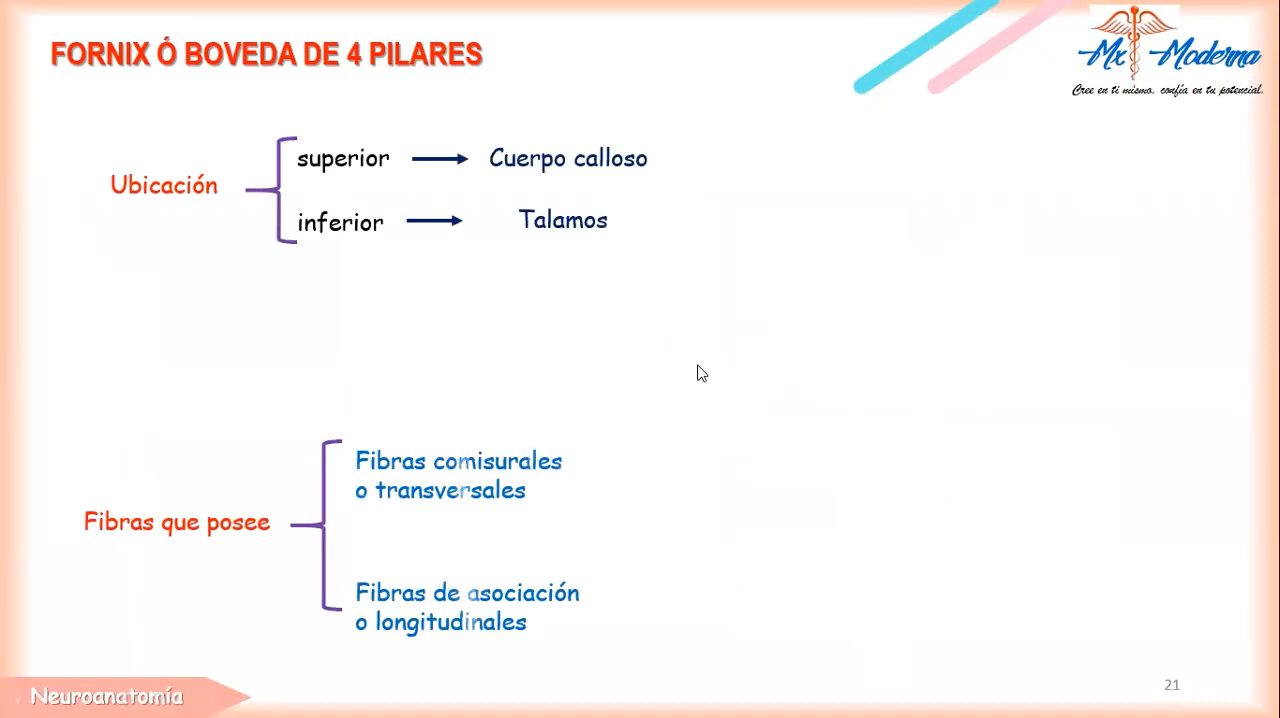 FORNIX Ó BOVEDA DE 4 PILARES
Mx Moderna
Cree en ti mismo, confía en tu potencial.
Ubicación
superior
Cuerpo calloso
inferior
Talamos
Fibras que posee
Fibras comisurales
o transversales
Fibras de asociación
o longitudinales
Neuroanatomía
21